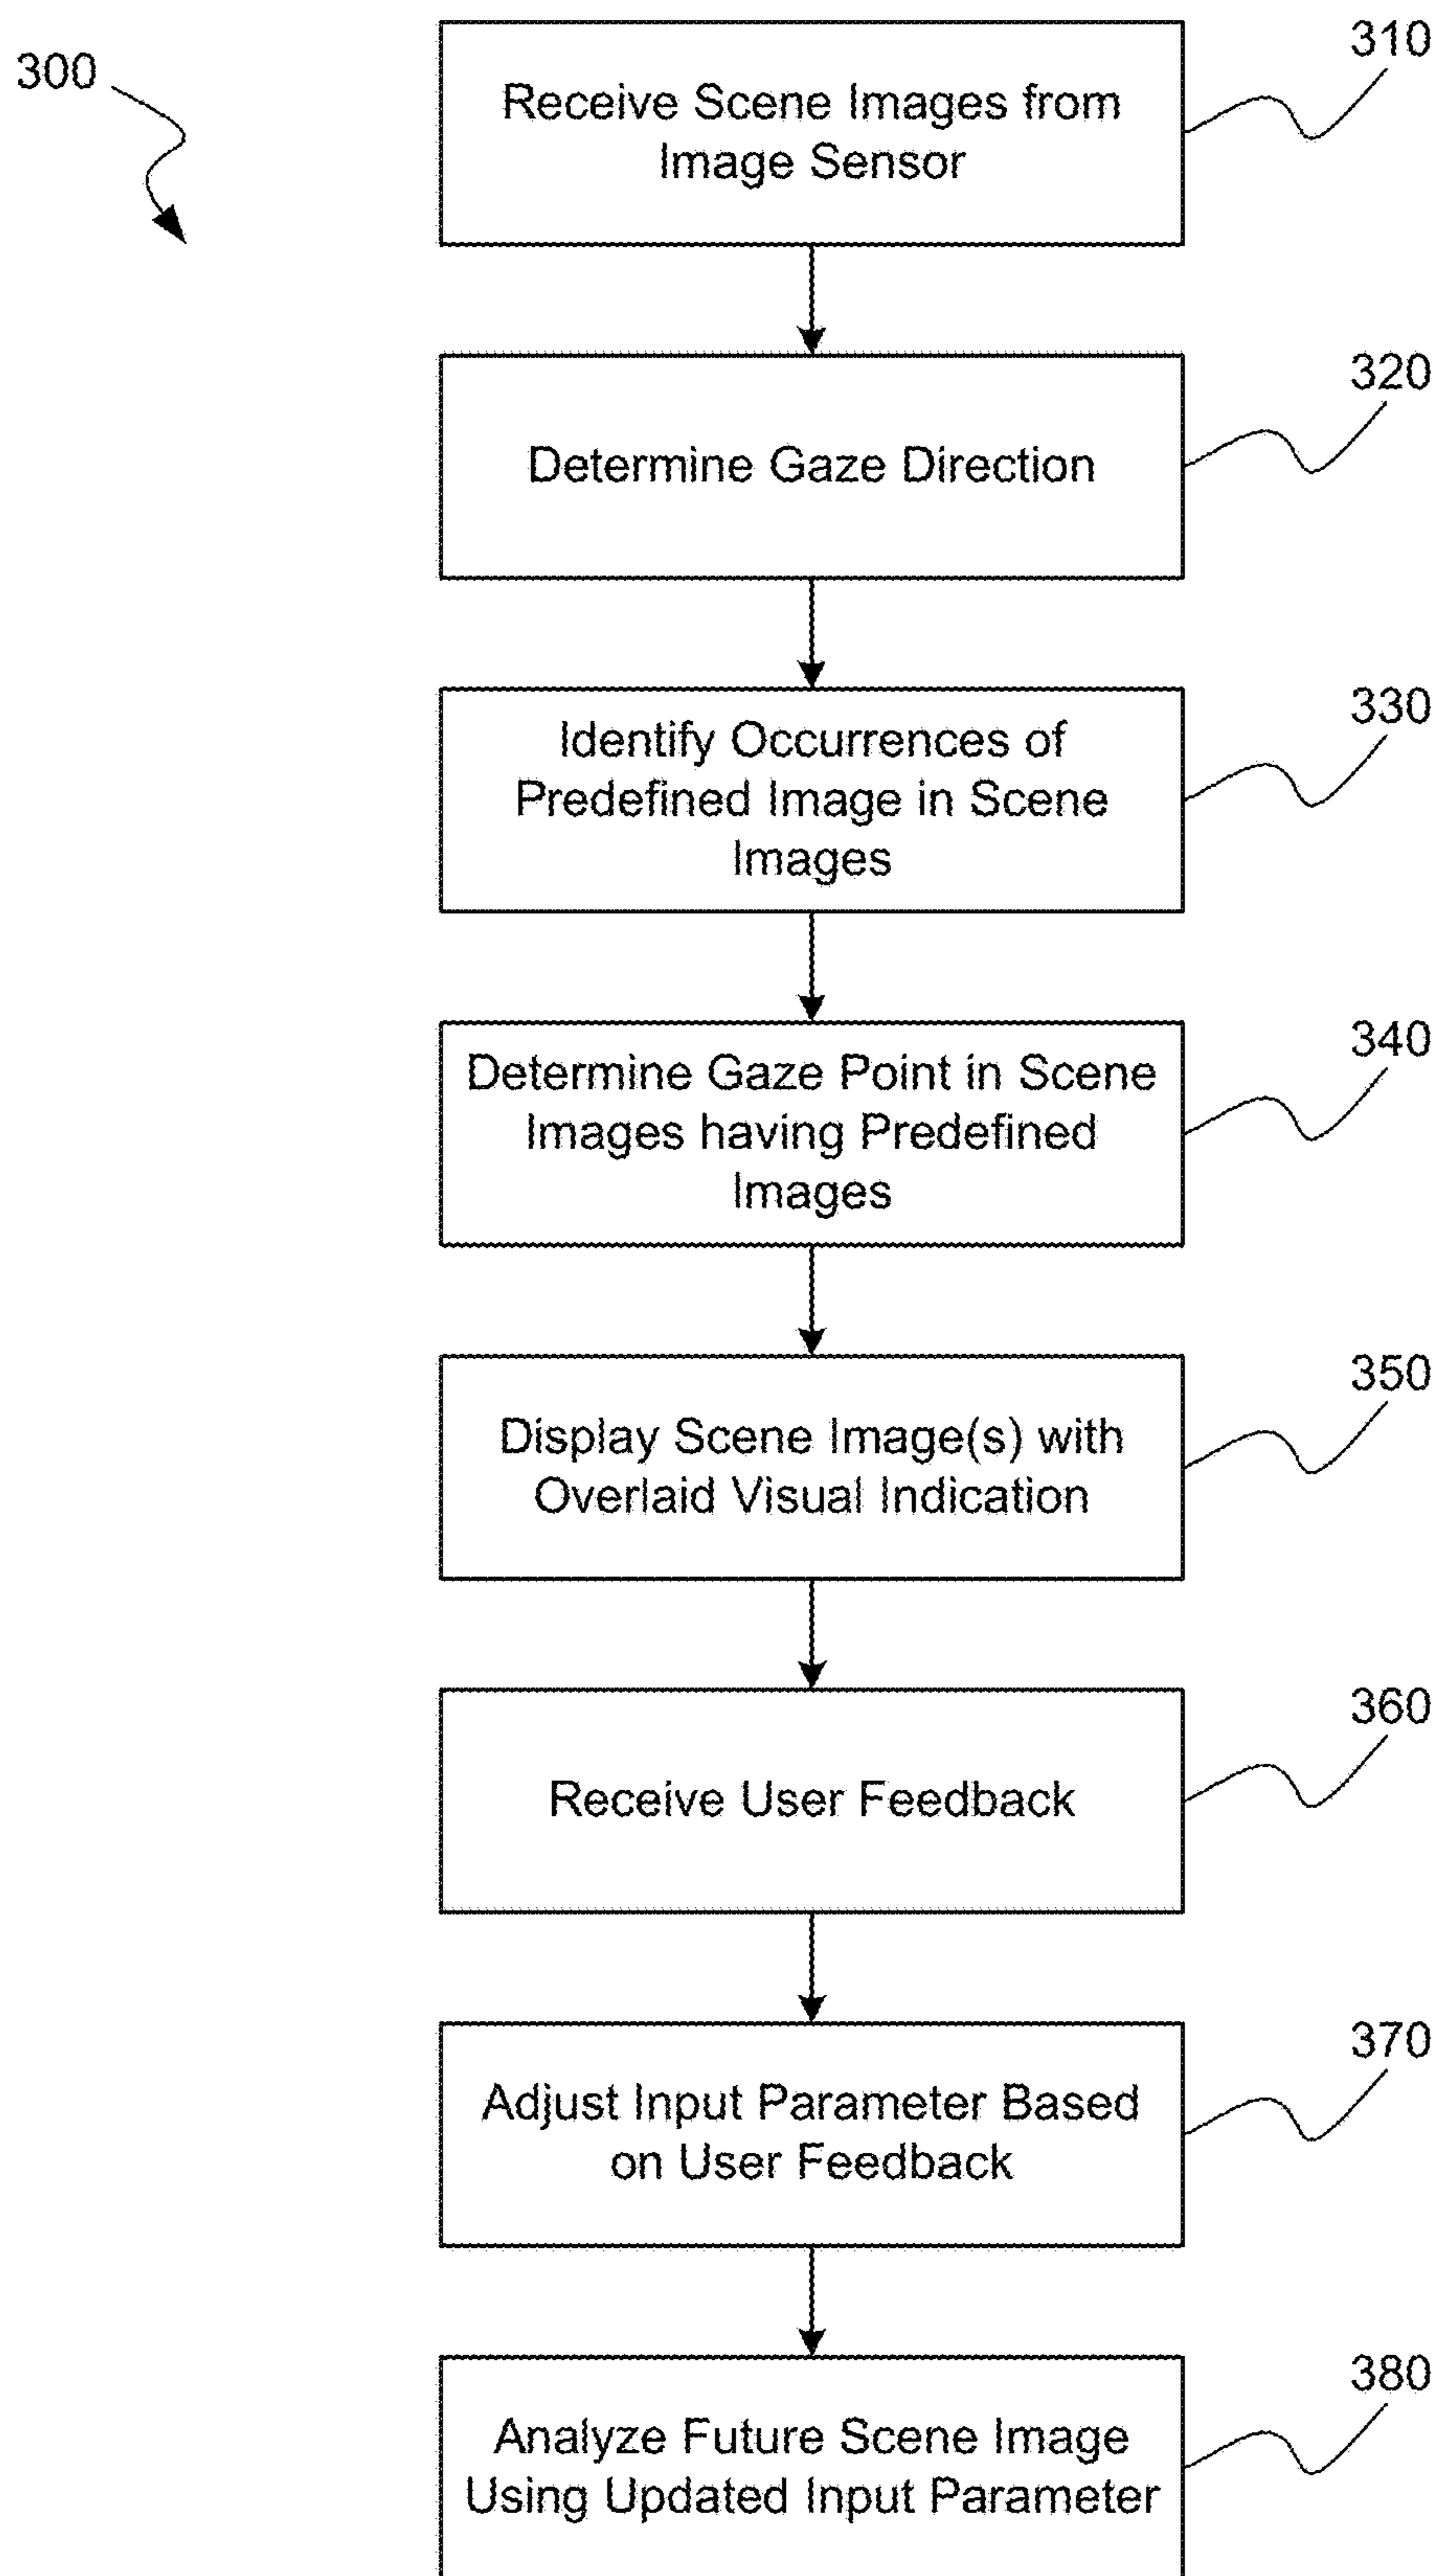 300
310
Receive Scene Images from
Image Sensor
320
Determine Gaze Direction
330
Identify Occurrences of
Predefined Image in Scene
Images
340
Determine Gaze Point in Scene
Images having Predefined
Images
350
Display Scene Image(s) with
Overlaid Visual Indication
360
Receive User Feedback
370
Adjust Input Parameter Based
on User Feedback
380
Analyze Future Scene Image
Using Updated Input Parameter